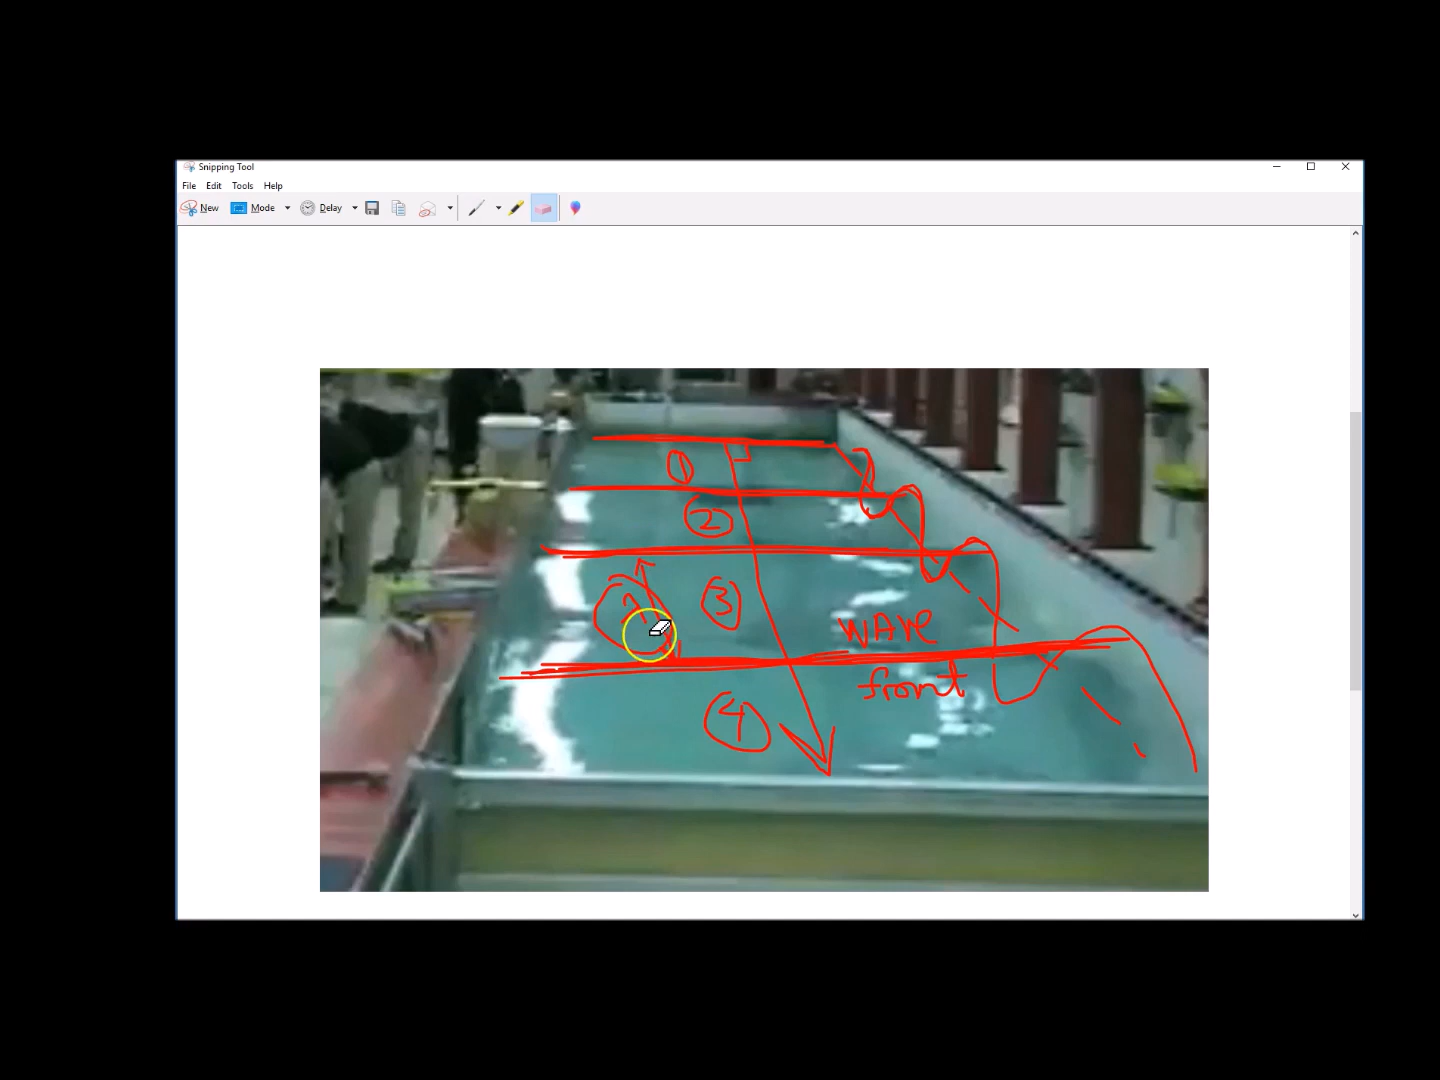 Snipping Tool
File Edit Tools Help
New Mode Delay
1
2
3
wave
front
4